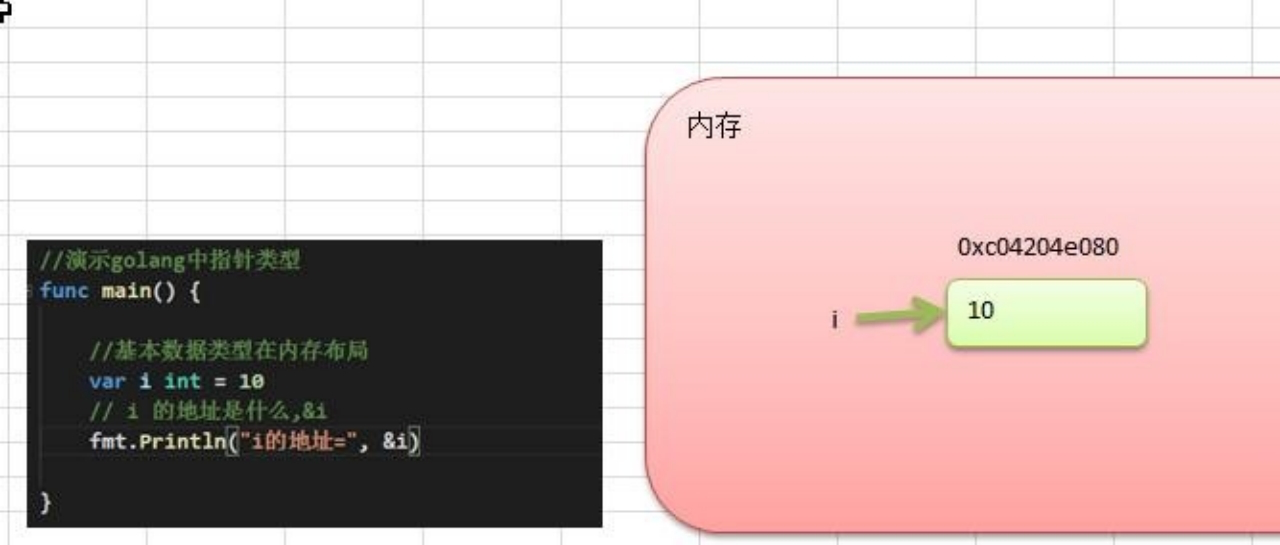 //演示golang中指针类型
func main() {
//基本数据类型在内存布局
var i int = 10
// i 的地址是什么,&i
fmt.Println("i的地址=", &i)
}
内存
0xc04204e080
i
10